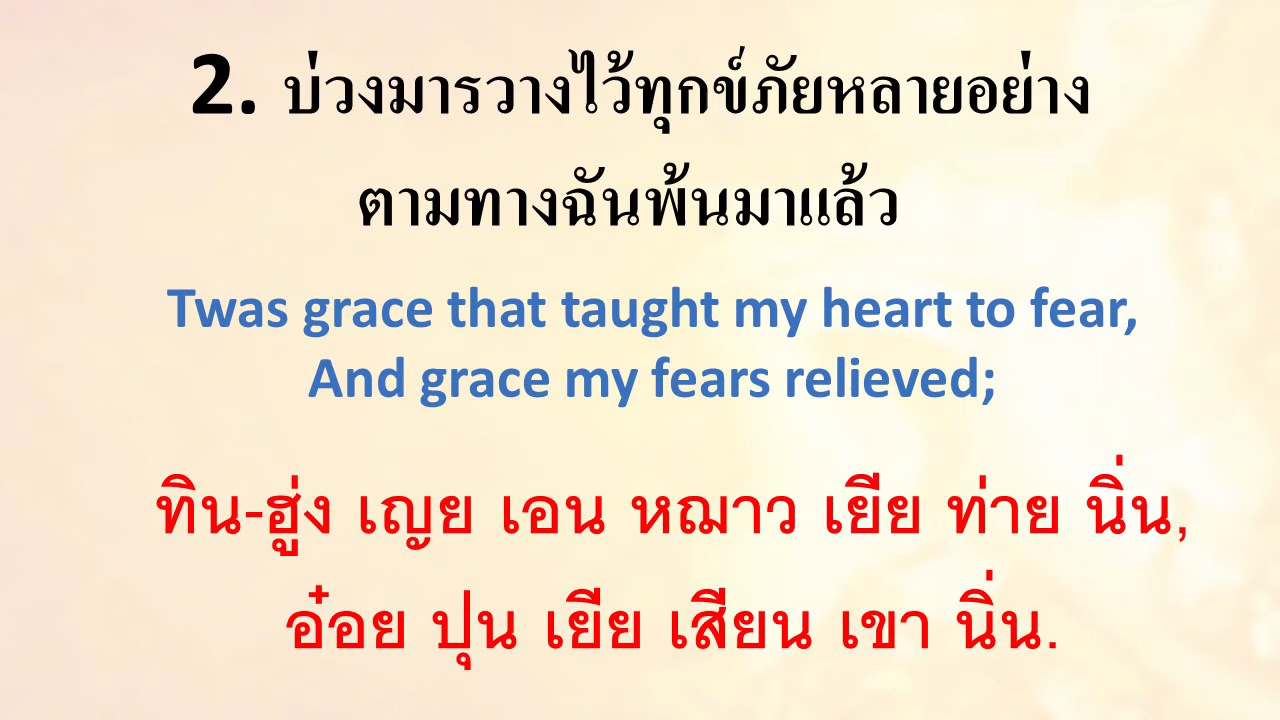 2. บ่วงมารวางไว้ทุกข์ภัยหลายอย่าง
ตามทางฉันพ้นมาแล้ว
Twas grace that taught my heart to fear,
And grace my fears relieved;
ทิน-ฮู่ง เญย เอน หฌาว เยีย ท่าย นิ่น,
อ๋อย ปุน เยีย เสียน เขา นิ่น.